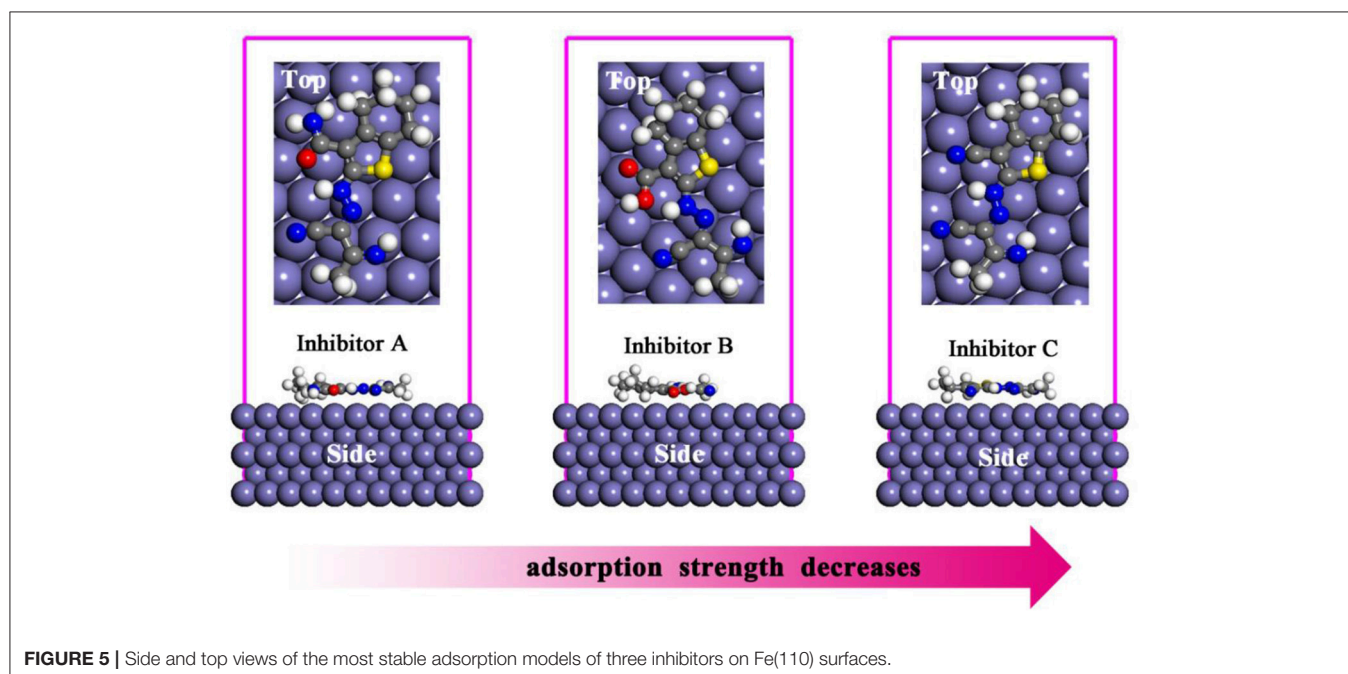 Top
Top
Top
Inhibitor A
Inhibitor B
Inhibitor C
Side
Side
Side
adsorption strength decreases
FIGURE 5 | Side and top views of the most stable adsorption models of three inhibitors on Fe(110) surfaces.